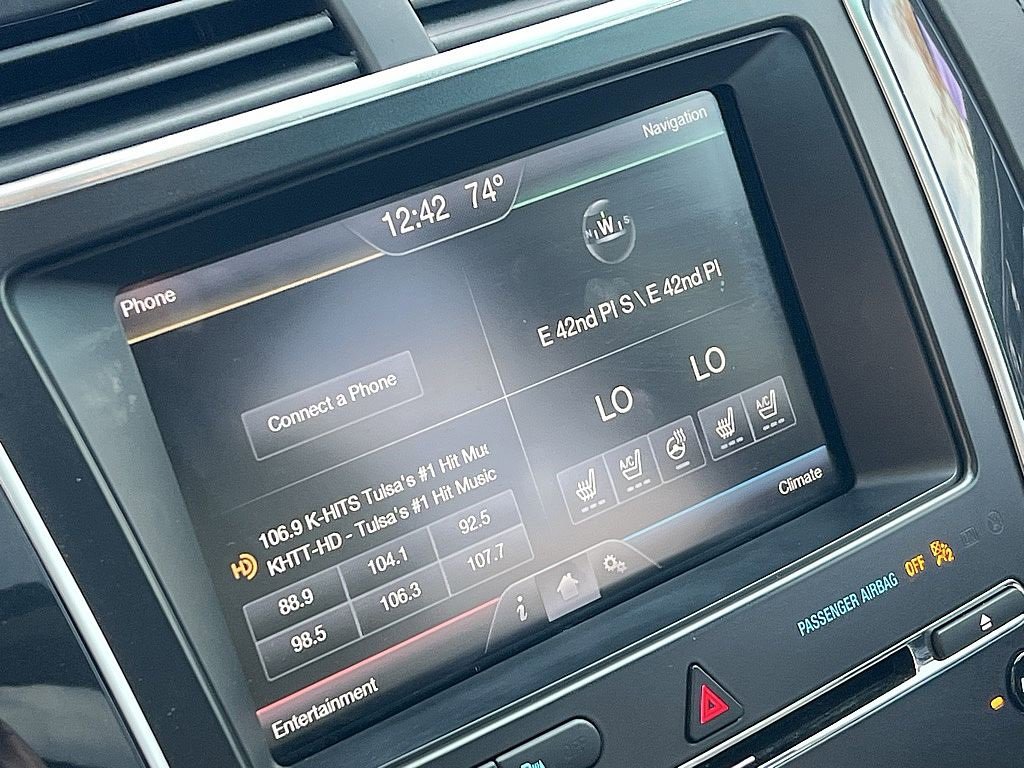 Navigation
12:42 74°
Phone
N W S
E 42nd Pl S \ E 42nd Pl
Connect a Phone
LO LO
106.9 K-HITS Tulsa's #1 Hit Mu
KHTT-HD - Tulsa's #1 Hit Music
HD
A/C A/C
88.9 104.1 92.5
98.5 106.3 107.7
i
Climate
Entertainment
PASSENGER AIRBAG OFF